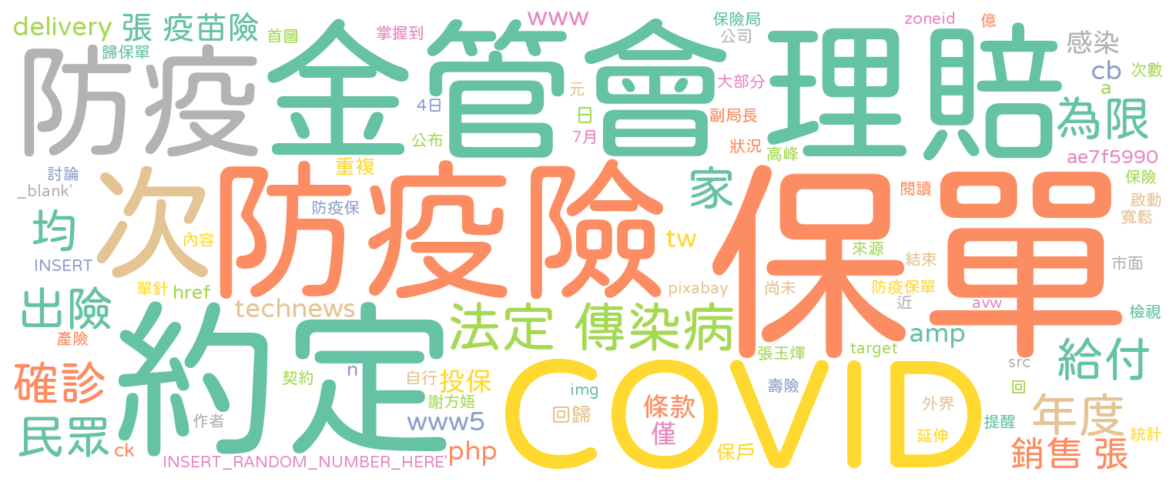 delivery 張 疫苗險 首圖 掌握到 www 保險局 公司 zoneid 億 感染 cb 次數 a
歸保單 防疫 金管會 理賠 為限
4日 公布 元 日 7月 大部分 副局長 狀況 高峰 ae7f5990
討論 _blank' 重複 家 閱讀 保險 啟動 寬鬆
均 次 防疫險 保單
防疫保 內容 tw 來源 結束 市面
INSERT 單針 href technews pixabay 尚未 防疫保單 近 avw 檢視
出險 產險 約定 法定 傳染病 amp 給付
張玉煇 target src 回
確診 契約 n 自行 投保 COVID img 壽險 外界 年度
民眾 作者 謝方娪 www5 回歸 條款 僅 提醒 延伸 統計
ck INSERT_RANDOM_NUMBER_HERE' php 保戶 銷售 張